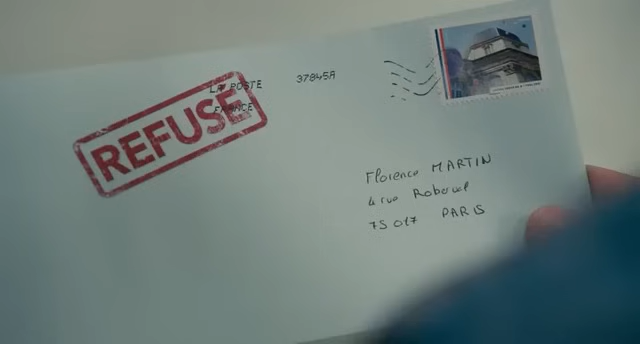 LA POSTE 37845A
FRANCE
REFUSE
Florence MARTIN
4 rue Roberval
75 017 PARIS